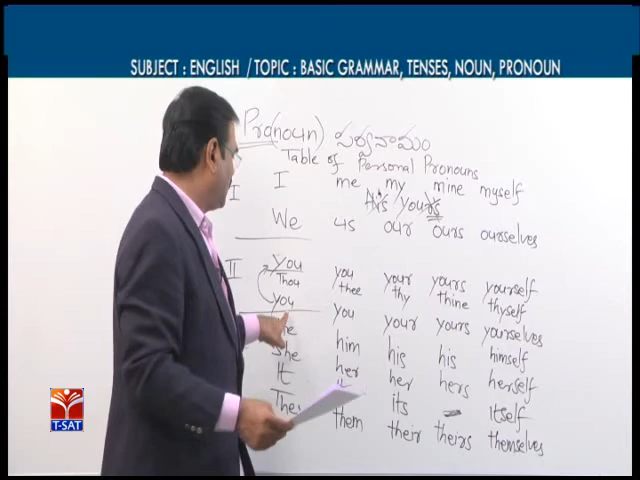 SUBJECT : ENGLISH / TOPIC : BASIC GRAMMAR, TENSES, NOUN, PRONOUN
Pro(noun) సర్వనామం
Table of Personal Pronouns
I I me my mine myself
yours
We us our ours ourselves
II You you your yours yourself
Thou thee thy thine thyself
you you your yours yourselves
He him his his himself
She her her hers herself
It its itself
them their theirs themselves
T-SAT